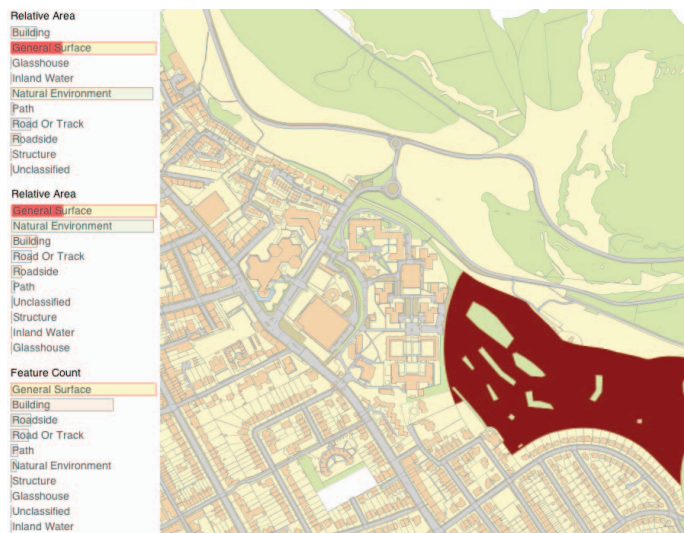 Relative Area
Building
General Surface
Glasshouse
Inland Water
Natural Environment
Path
Road Or Track
Roadside
Structure
Unclassified
Relative Area
General Surface
Natural Environment
Building
Road Or Track
Roadside
Path
Unclassified
Structure
Inland Water
Glasshouse
Feature Count
General Surface
Building
Roadside
Road Or Track
Path
Natural Environment
Structure
Glasshouse
Unclassified
Inland Water